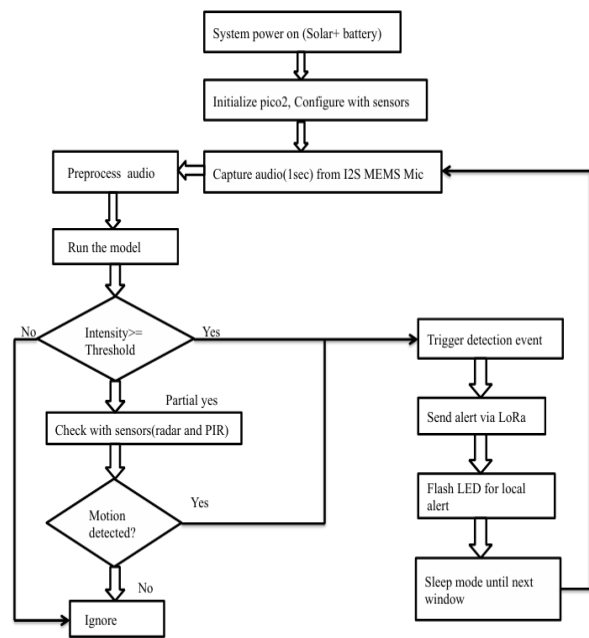 System power on (Solar+ battery)
Initialize pico2, Configure with sensors
Preprocess audio
Capture audio(1sec) from I2S MEMS Mic
Run the model
No
Intensity>=
Threshold
Yes
Trigger detection event
Partial yes
Check with sensors(radar and PIR)
Send alert via LoRa
Motion
detected?
Yes
Flash LED for local
alert
No
Ignore
Sleep mode until next
window